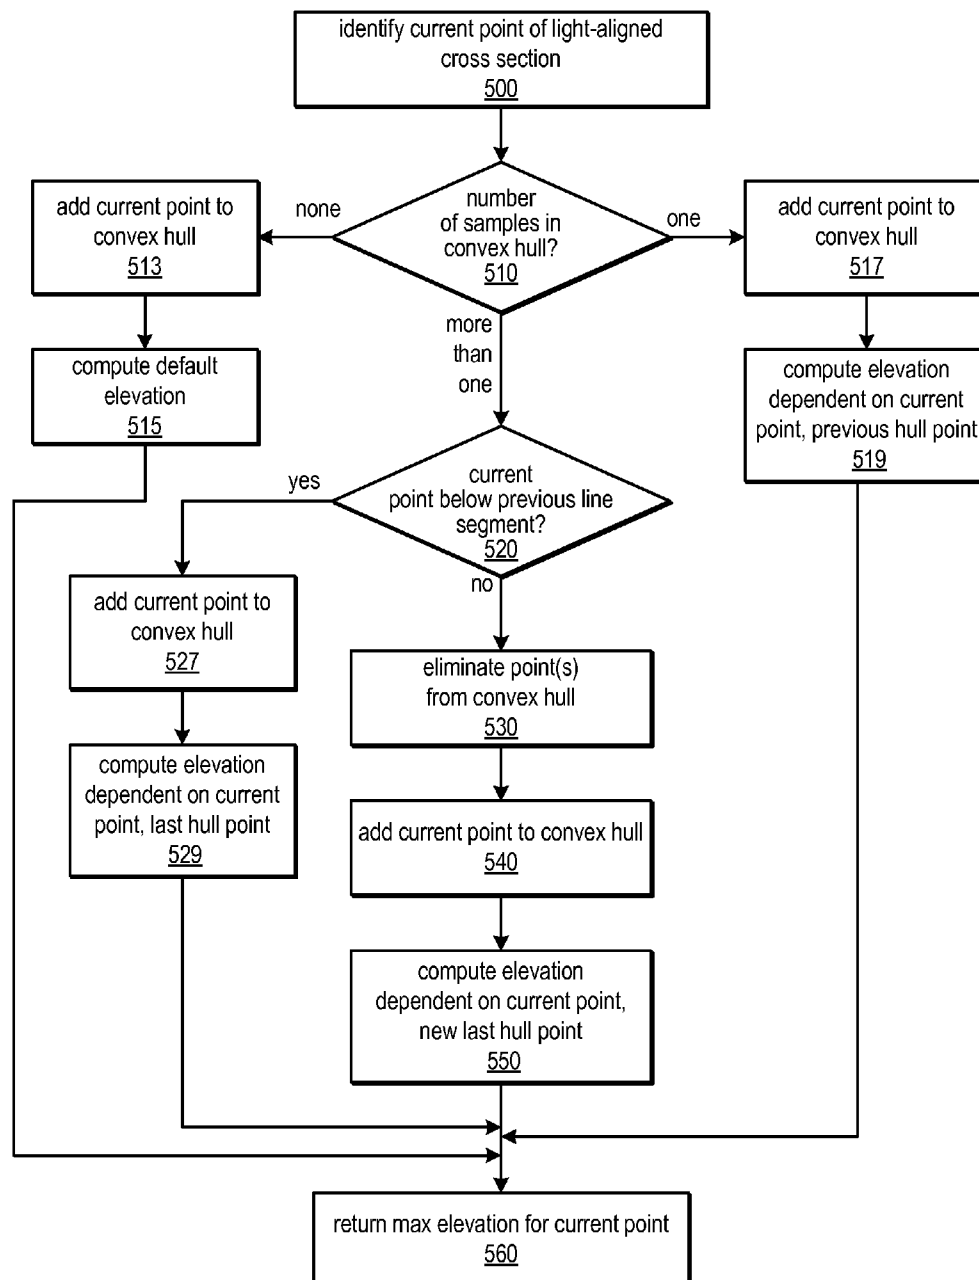 identify current point of light-aligned
cross section
500
number
of samples in
convex hull?
510
none
one
more
than
one
add current point to
convex hull
513
compute default
elevation
515
add current point to
convex hull
517
compute elevation
dependent on current
point, previous hull point
519
current
point below previous line
segment?
520
yes
no
add current point to
convex hull
527
compute elevation
dependent on current
point, last hull point
529
eliminate point(s)
from convex hull
530
add current point to convex hull
540
compute elevation
dependent on current point,
new last hull point
550
return max elevation for current point
560